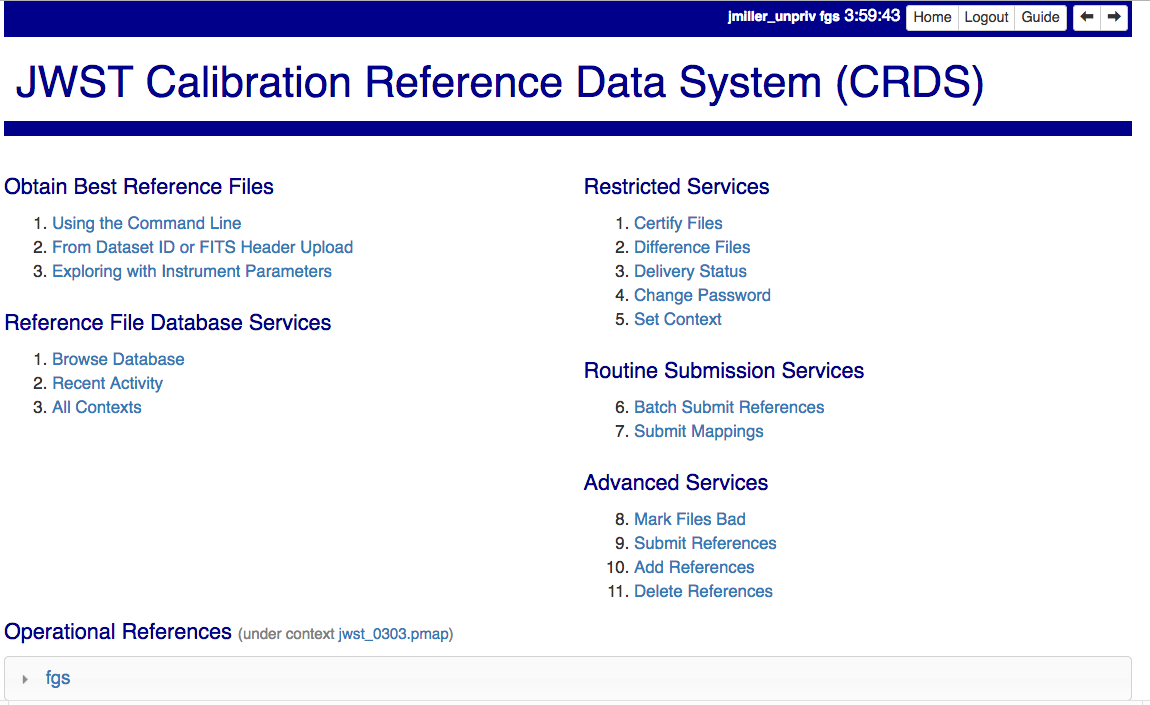 jmiller_unpriv fgs 3:59:43 Home Logout Guide
JWST Calibration Reference Data System (CRDS)
Obtain Best Reference Files
1. Using the Command Line
2. From Dataset ID or FITS Header Upload
3. Exploring with Instrument Parameters
Reference File Database Services
1. Browse Database
2. Recent Activity
3. All Contexts
Restricted Services
1. Certify Files
2. Difference Files
3. Delivery Status
4. Change Password
5. Set Context
Routine Submission Services
6. Batch Submit References
7. Submit Mappings
Advanced Services
8. Mark Files Bad
9. Submit References
10. Add References
11. Delete References
Operational References (under context jwst_0303.pmap)
fgs